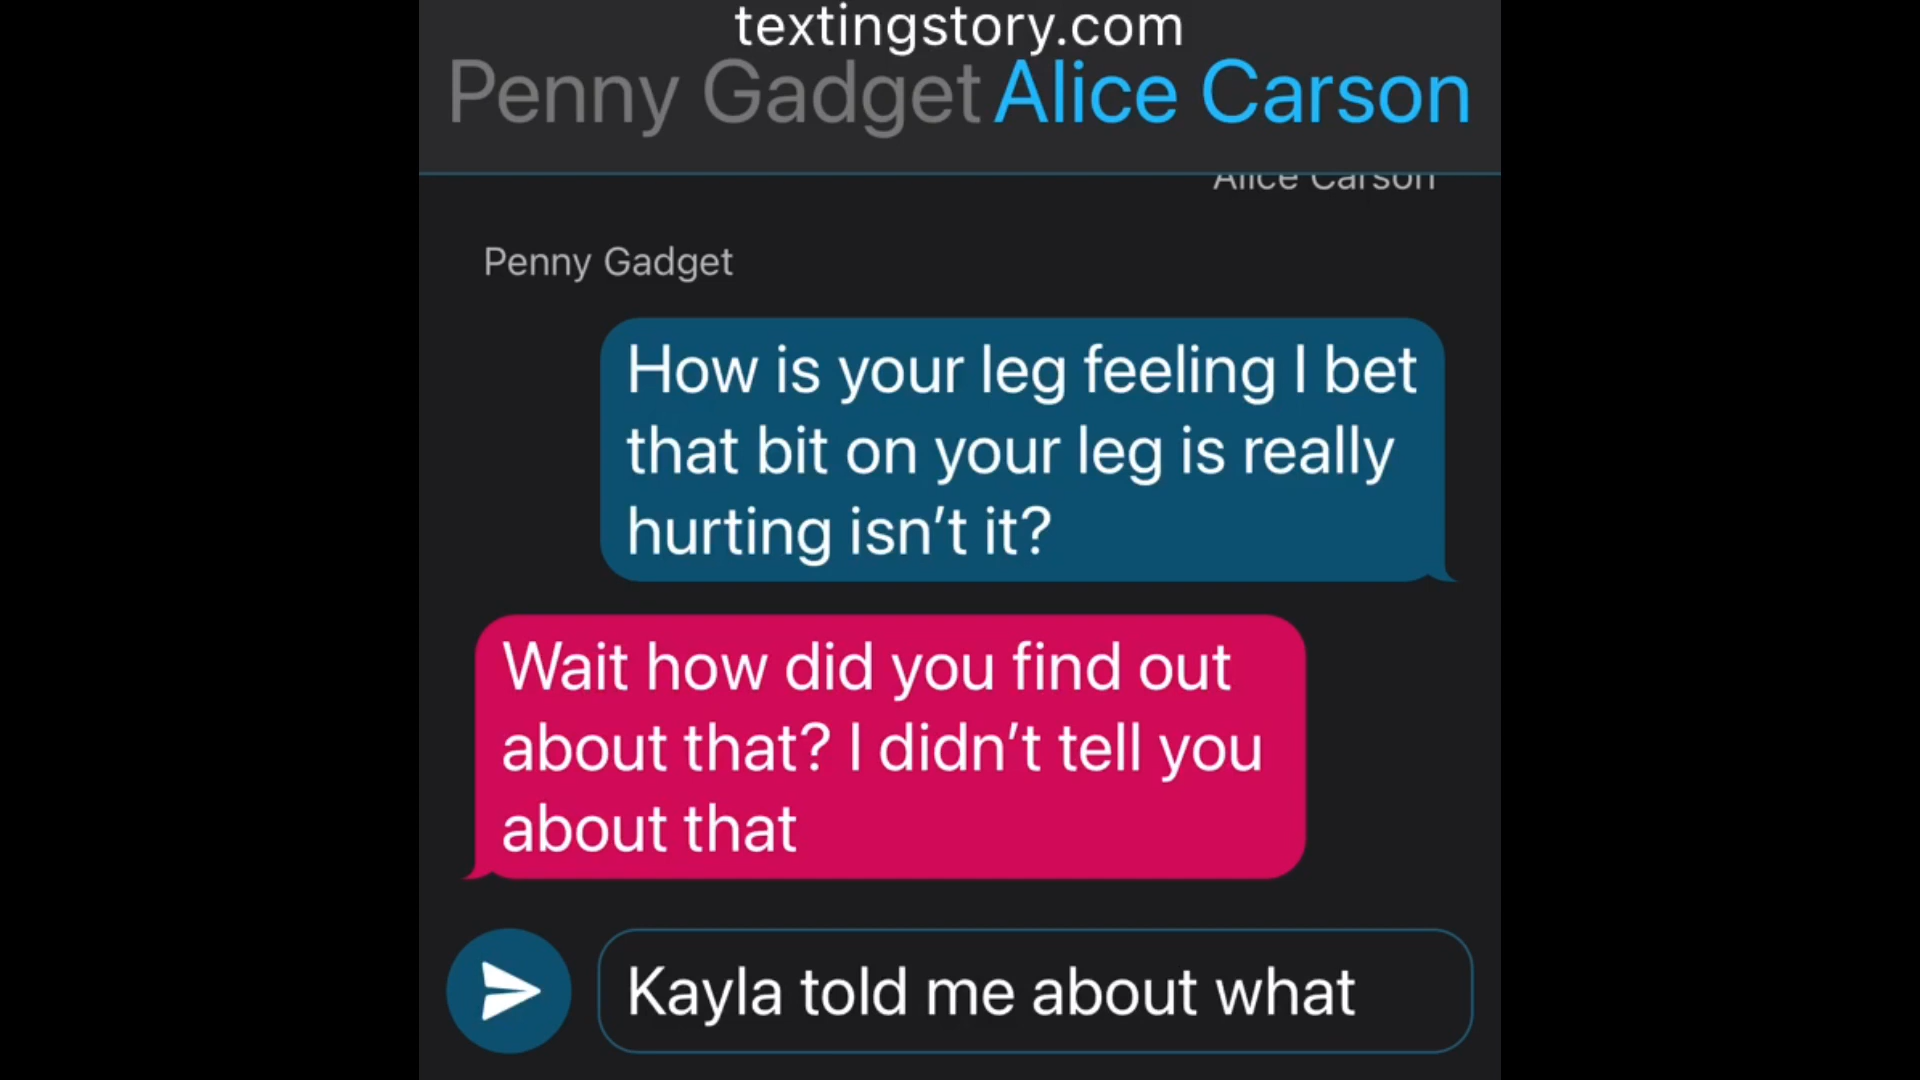 textingstory.com
Penny Gadget Alice Carson
Alice Carson
Penny Gadget
How is your leg feeling I bet
that bit on your leg is really
hurting isn't it?
Wait how did you find out
about that? I didn't tell you
about that
Kayla told me about what